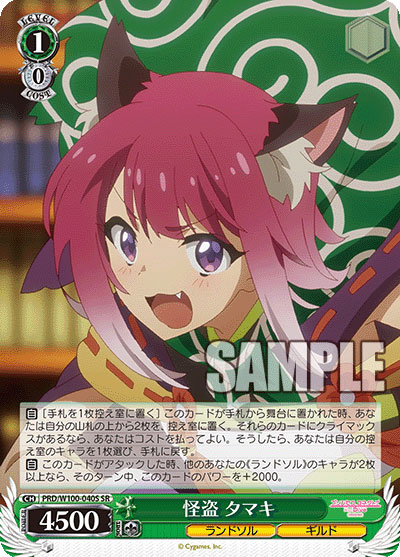 LEVEL
1
0
COST
SAMPLE
自 [手札を1枚控え室に置く] このカードが手札から舞台に置かれた時、あな
たは自分の山札の上から2枚を、控え室に置く。それらのカードにクライマック
スがあるなら、あなたはコストを払ってよい。そうしたら、あなたは自分の控
え室のキャラを1枚選び、手札に戻す。
自 このカードがアタックした時、他のあなたの《ランドソル》のキャラが2枚
以上なら、そのターン中、このカードのパワーを+2000。
CH PRD/W100-040S SR
4500
怪盗 タマキ
ランドソル ギルド
© Cygames, Inc.